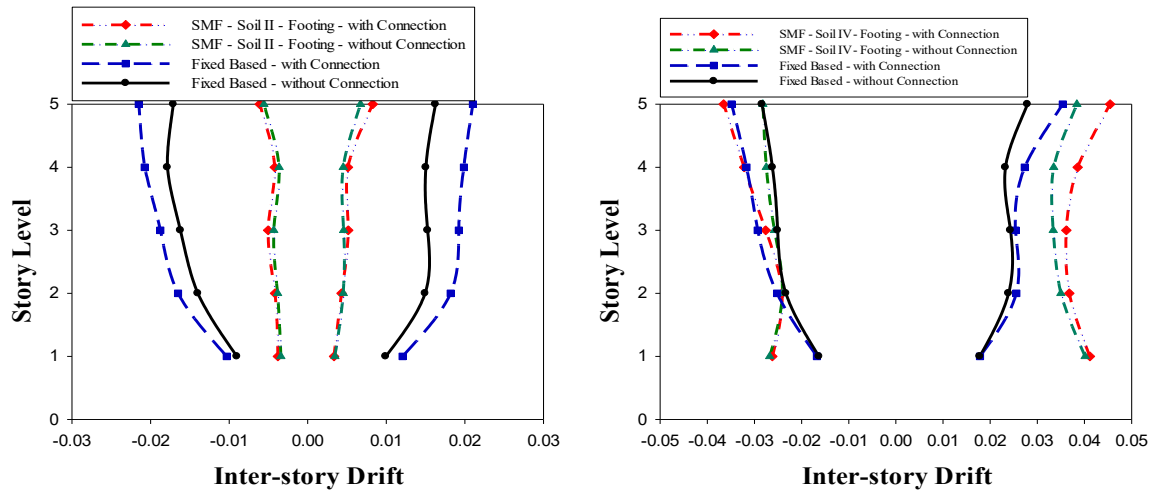 SMF - Soil II - Footing - with Connection
SMF - Soil II - Footing - without Connection
Fixed Based - with Connection
Fixed Based - without Connection
5
4
3
2
1
0
Story Level
-0.03 -0.02 -0.01 0.00 0.01 0.02 0.03
Inter-story Drift
SMF - Soil IV - Footing - with Connection
SMF - Soil IV - Footing - without Connection
Fixed Based - with Connection
Fixed Based - without Connection
5
4
3
2
1
0
Story Level
-0.05 -0.04 -0.03 -0.02 -0.01 0.00 0.02 0.03 0.04 0.05
Inter-story Drift